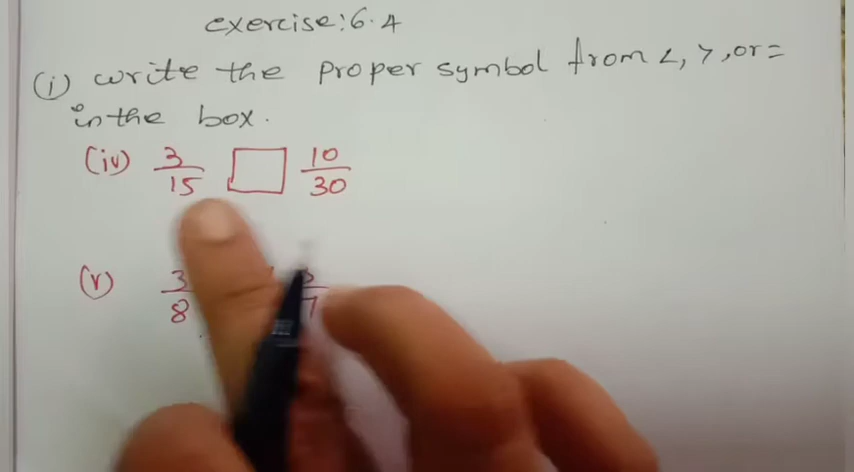 exercise:6.4
(i) write the proper symbol from <, >, or =
in the box.
(iv) 3/15 □ 10/30
(v) 3/8